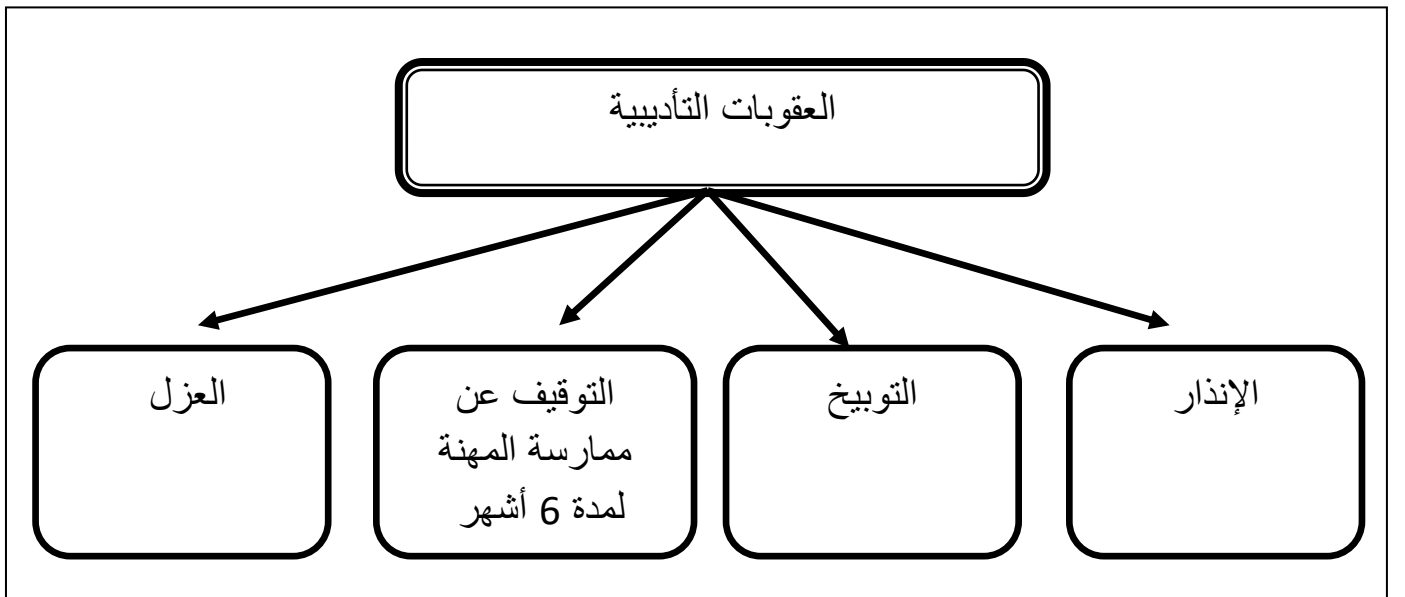 العقوبات التأديبية
الإنذار
التوبيخ
التوقيف عن
ممارسة المهنة
لمدة 6 أشهر
العزل